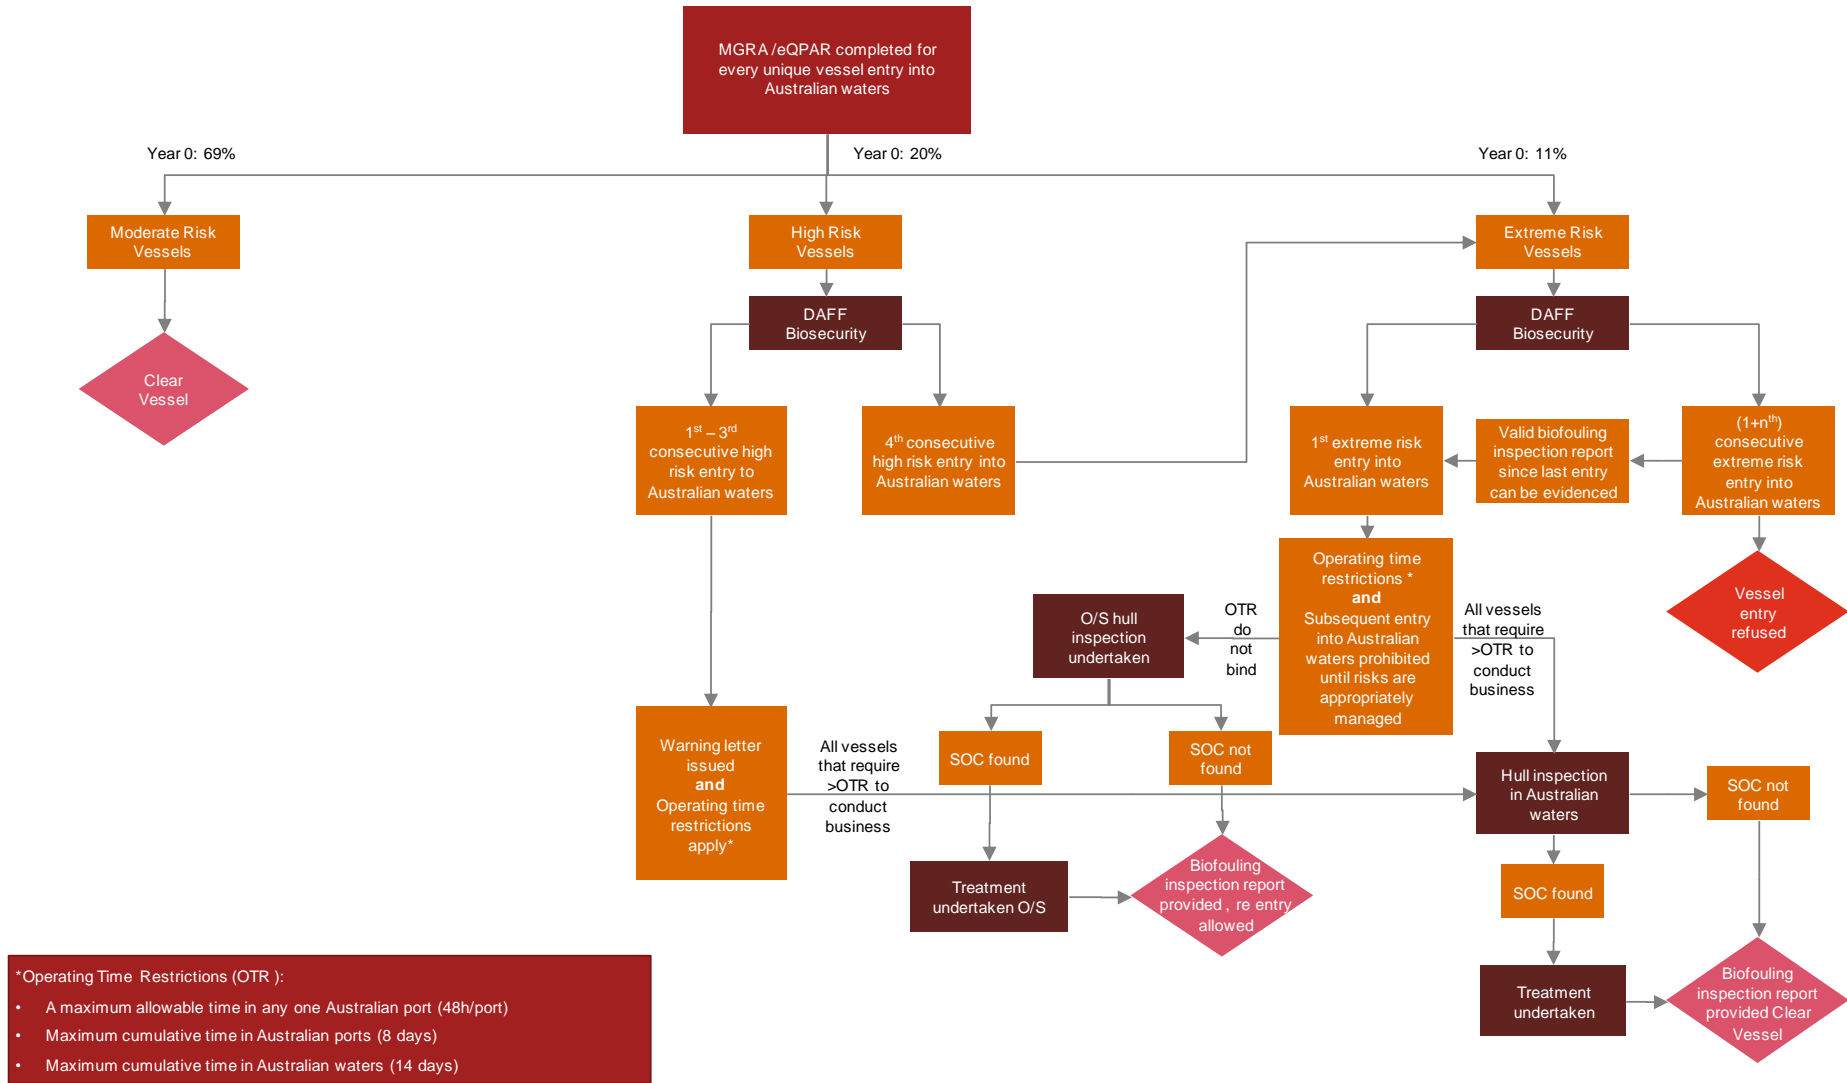 MGRA /eQPAR completed for
every unique vessel entry into
Australian waters
Year 0: 69%
Year 0: 20%
Year 0: 11%
Moderate Risk
Vessels
High Risk
Vessels
Extreme Risk
Vessels
DAFF
Biosecurity
DAFF
Biosecurity
Clear
Vessel
1st – 3rd
consecutive high
risk entry to
Australian waters
4th consecutive
high risk entry into
Australian waters
1st extreme risk
entry into
Australian waters
Valid biofouling
inspection report
since last entry
can be evidenced
(1+nth)
consecutive
extreme risk
entry into
Australian waters
Operating time
restrictions *
and
Subsequent entry
into Australian
waters prohibited
until risks are
appropriately
managed
OTR
do
not
bind
All vessels
that require
>OTR to
conduct
business
Vessel
entry
refused
O/S hull
inspection
undertaken
Warning letter
issued
and
Operating time
restrictions
apply*
All vessels
that require
>OTR to
conduct
business
SOC found
SOC not
found
Hull inspection
in Australian
waters
SOC not
found
Treatment
undertaken O/S
Biofouling
inspection report
provided , re entry
allowed
SOC found
Treatment
undertaken
Biofouling
inspection report
provided Clear
Vessel
*Operating Time Restrictions (OTR ):
• A maximum allowable time in any one Australian port (48h/port)
• Maximum cumulative time in Australian ports (8 days)
• Maximum cumulative time in Australian waters (14 days)